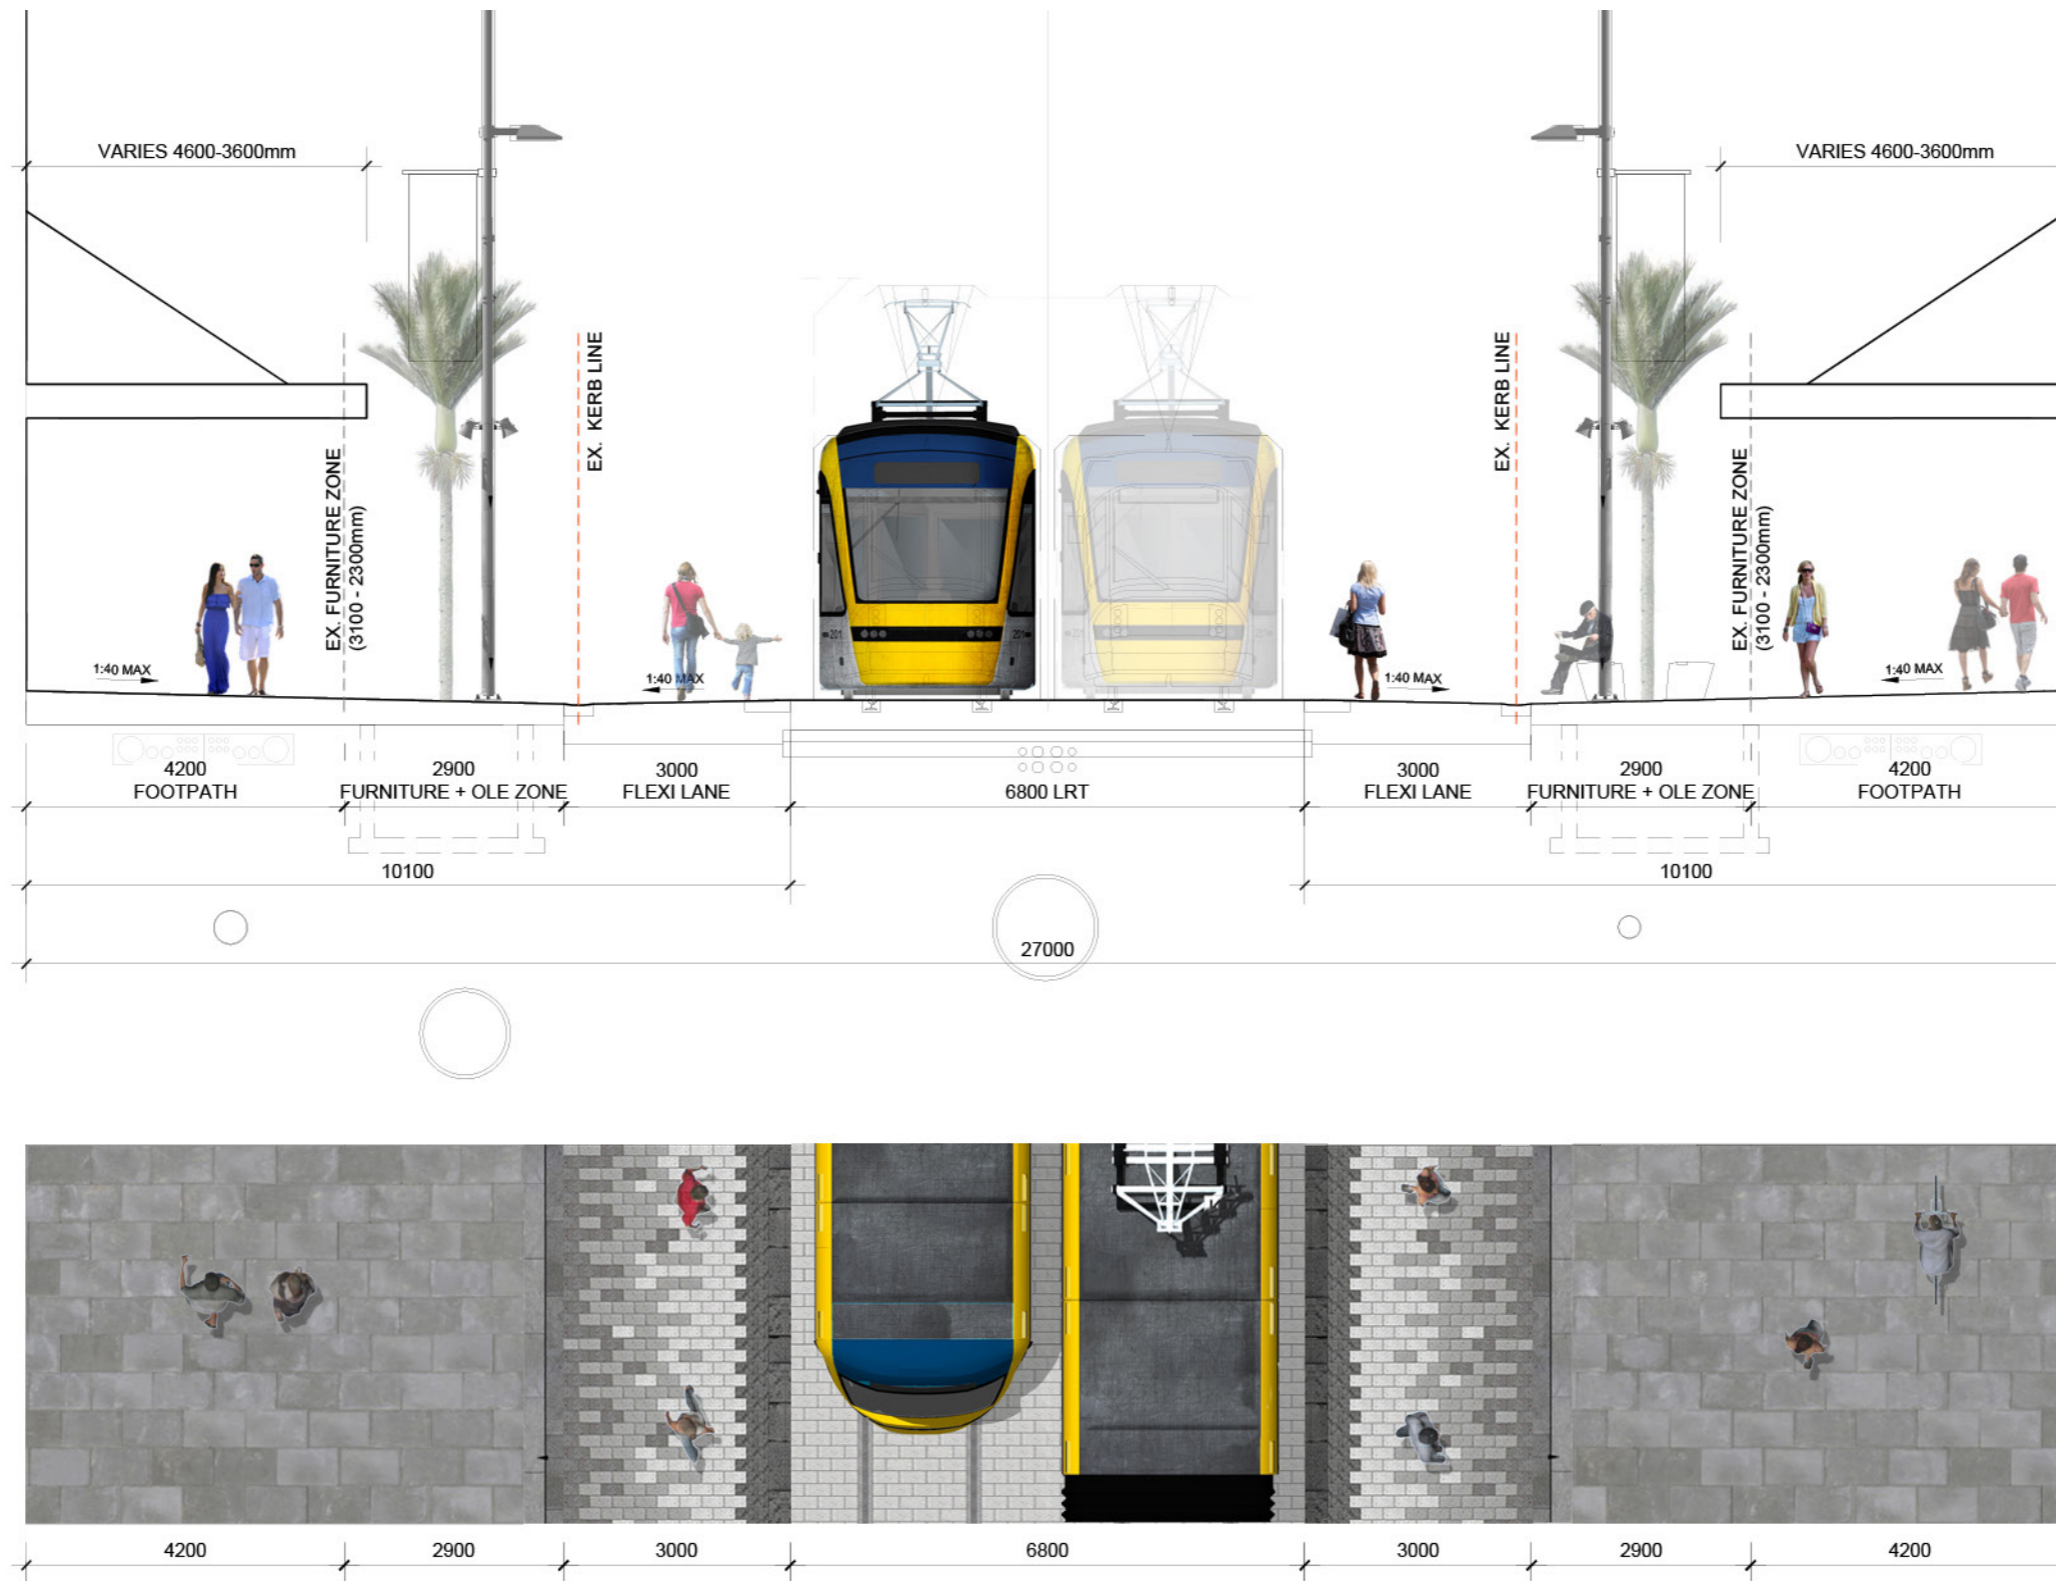 VARIES 4600-3600mm
VARIES 4600-3600mm
EX. KERB LINE
EX. KERB LINE
EX. FURNITURE ZONE
(3100 - 2300mm)
EX. FURNITURE ZONE
(3100 - 2300mm)
201
201
201
1:40 MAX
1:40 MAX
1:40 MAX
1:40 MAX
4200
FOOTPATH
2900
FURNITURE + OLE ZONE
3000
FLEXI LANE
6800 LRT
3000
FLEXI LANE
2900
FURNITURE + OLE ZONE
4200
FOOTPATH
10100
10100
27000
4200
2900
3000
6800
3000
2900
4200